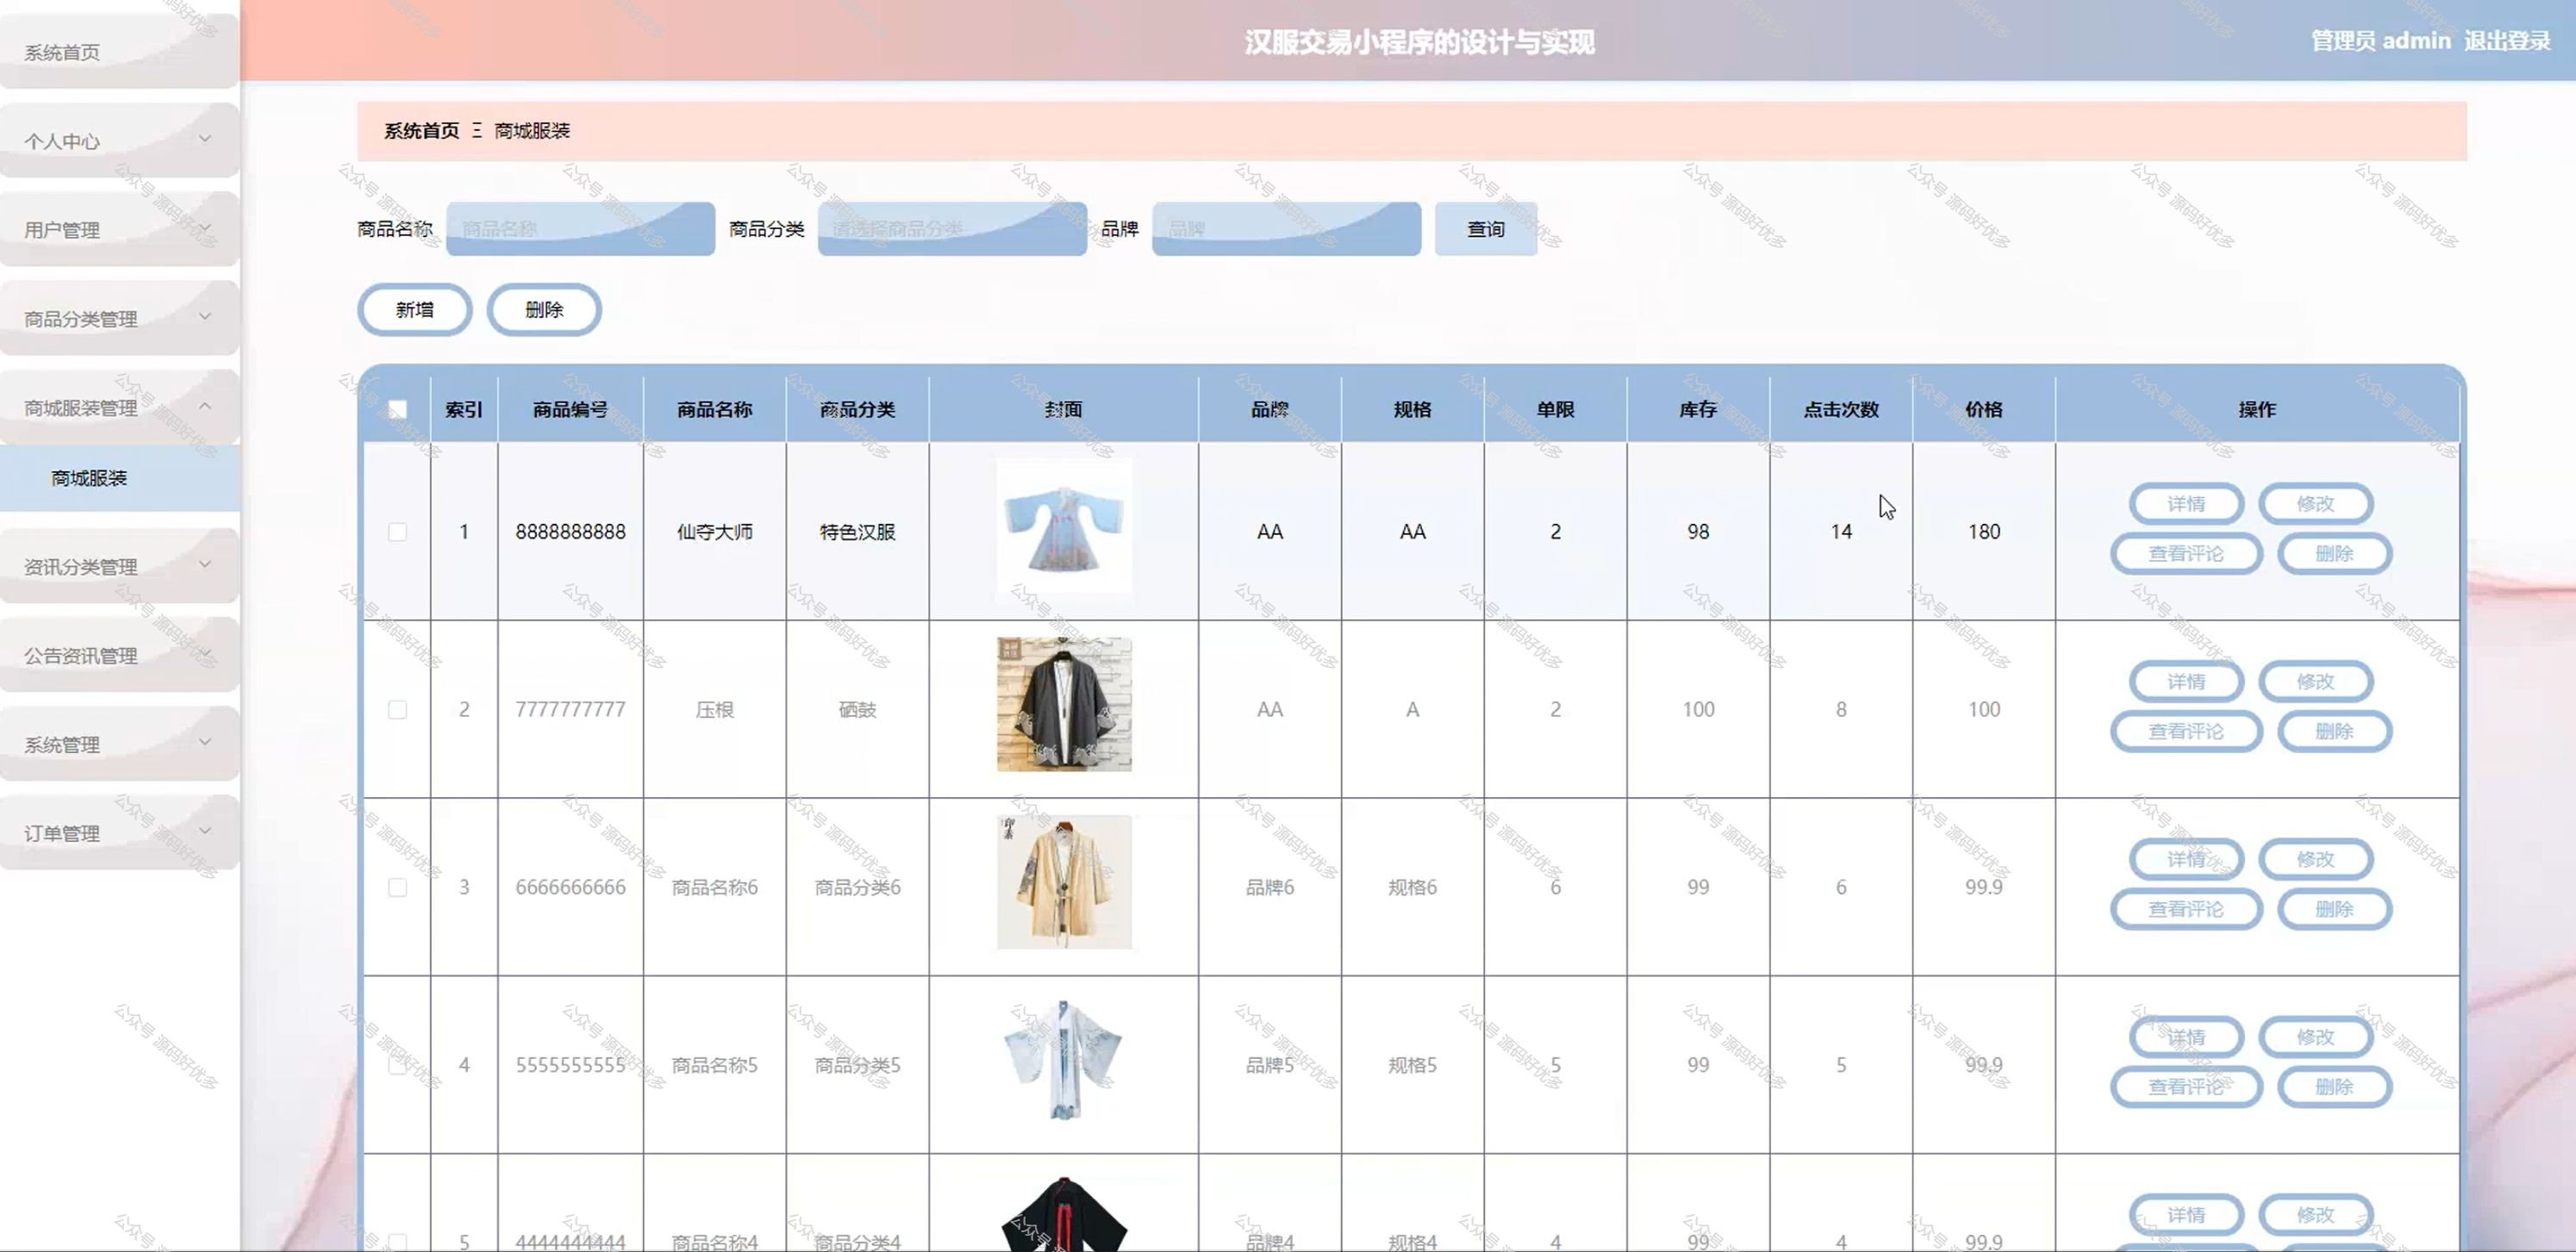 汉服交易小程序的设计与实现
管理员 admin 退出登录
系统首页
个人中心
用户管理
商品分类管理
商城服装管理
商城服装
资讯分类管理
公告资讯管理
系统管理
订单管理
系统首页 Ξ 商城服装
商品名称 商品名称 商品分类 请选择商品分类 品牌 品牌 查询
新增 删除
索引 商品编号 商品名称 商品分类 封面 品牌 规格 单限 库存 点击次数 价格 操作
1 8888888888 仙夺大师 特色汉服 AA AA 2 98 14 180 详情 修改
查看评论 删除
2 7777777777 压根 硒鼓 AA A 2 100 8 100 详情 修改
查看评论 删除
3 6666666666 商品名称6 商品分类6 品牌6 规格6 6 99 6 99.9 详情 修改
查看评论 删除
4 5555555555 商品名称5 商品分类5 品牌5 规格5 5 99 5 99.9 详情 修改
查看评论 删除
5 4444444444 商品名称4 商品分类4 品牌4 规格4 4 99 4 99.9 详情 修改
公众号 源码好优多